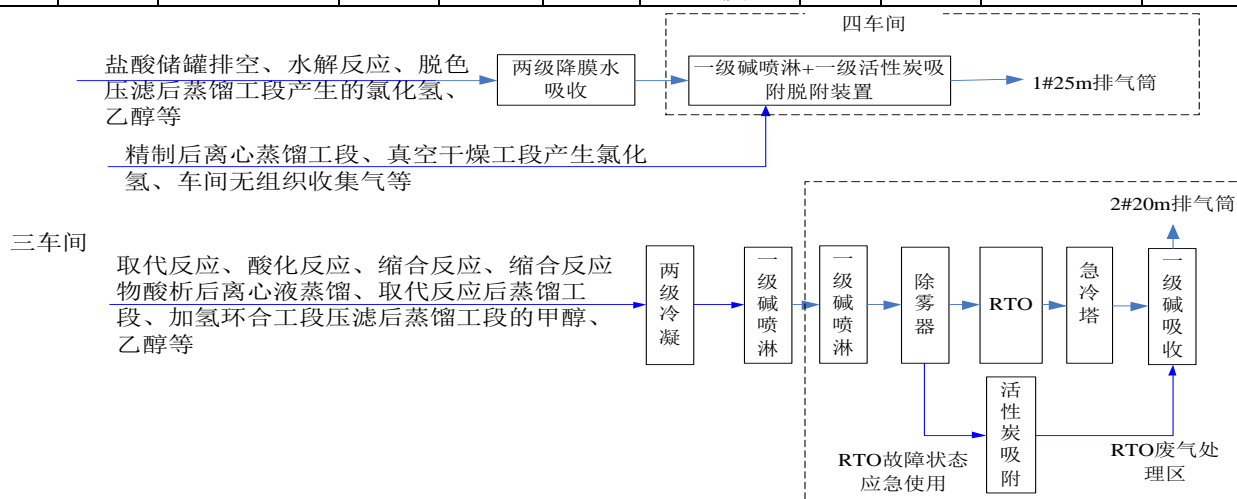 四车间
盐酸储罐排空、水解反应、脱色
压滤后蒸馏工段产生的氯化氢、
乙醇等
两级降膜水
吸收
一级碱喷淋+一级活性炭吸
附脱附装置
1#25m排气筒
精制后离心蒸馏工段、真空干燥工段产生氯化
氢、车间无组织收集气等
2#20m排气筒
三车间
取代反应、酸化反应、缩合反应、缩合反应
物酸析后离心液蒸馏、取代反应后蒸馏工
段、加氢环合工段压滤后蒸馏工段的甲醇、
乙醇等
两级冷凝
一级碱喷淋
一级碱喷淋
除雾器
RTO
急冷塔
一级碱吸收
活性炭吸附
RTO故障状态
应急使用
RTO废气处
理区